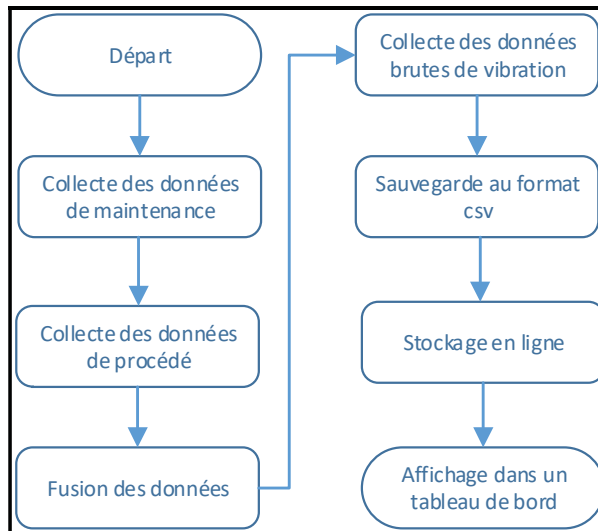 Départ
Collecte des données
de maintenance
Collecte des données
de procédé
Fusion des données
Collecte des données
brutes de vibration
Sauvegarde au format
csv
Stockage en ligne
Affichage dans un
tableau de bord